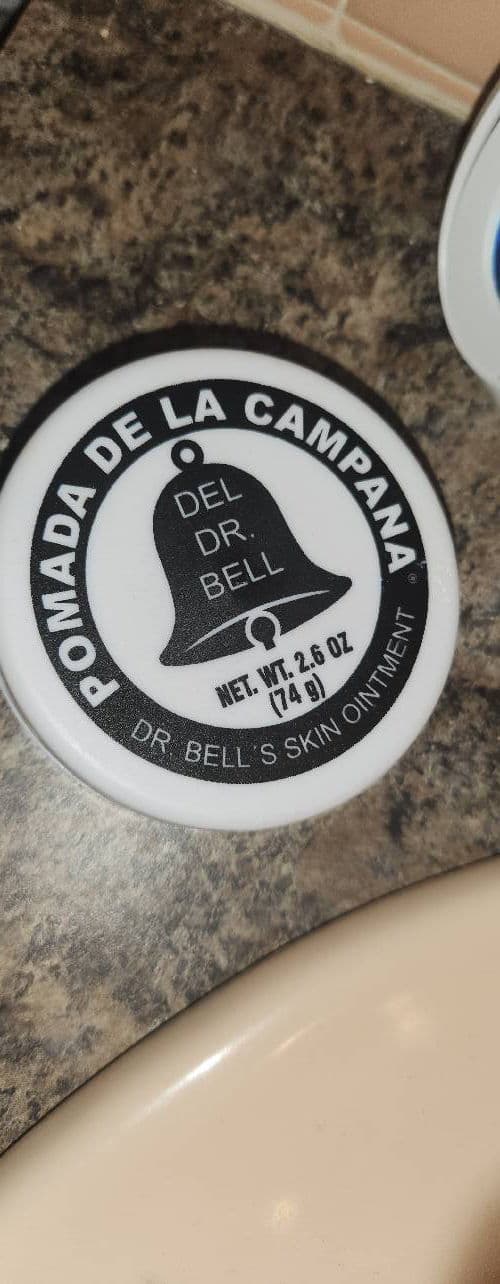 POMADA DE LA CAMPANA
DEL
DR.
BELL
NET. WT. 2.6 OZ
(74 g)
DR. BELL´S SKIN OINTMENT